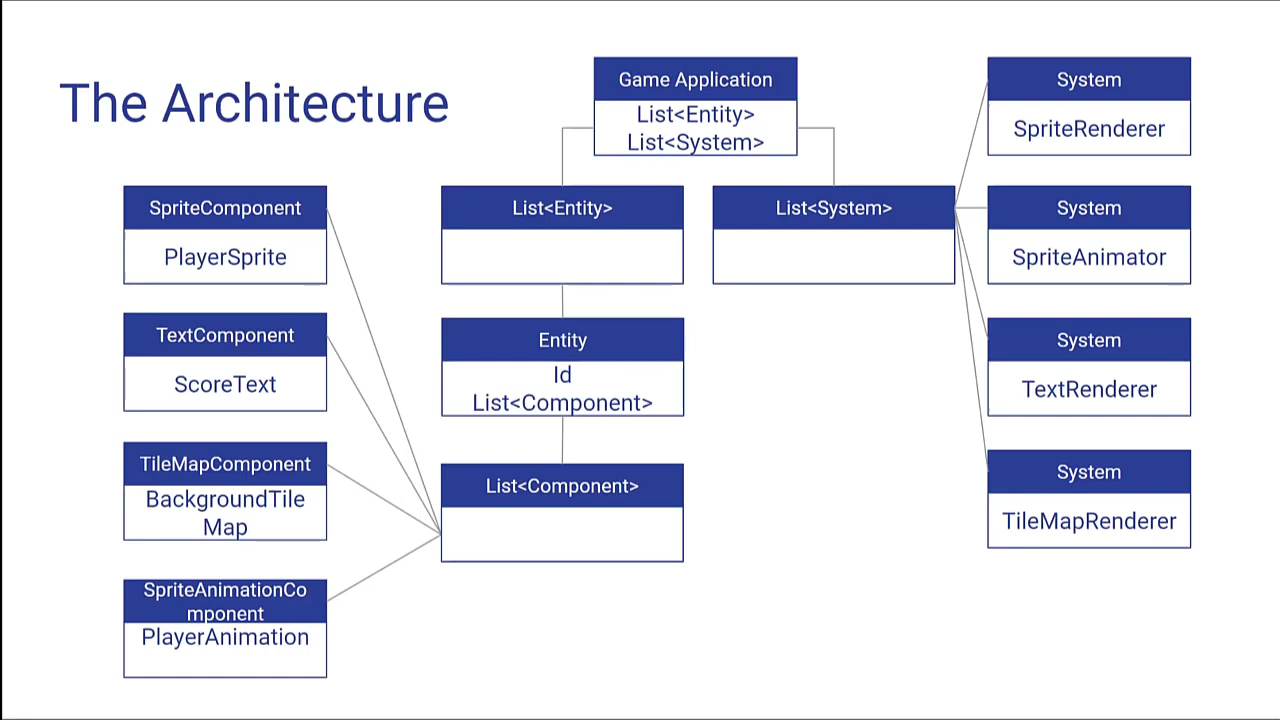 The Architecture
Game Application
List<Entity>
List<System>
System
SpriteRenderer
SpriteComponent
PlayerSprite
List<Entity>
List<System>
System
SpriteAnimator
TextComponent
ScoreText
Entity
Id
List<Component>
System
TextRenderer
TileMapComponent
BackgroundTile
Map
List<Component>
System
TileMapRenderer
SpriteAnimationCo
mponent
PlayerAnimation